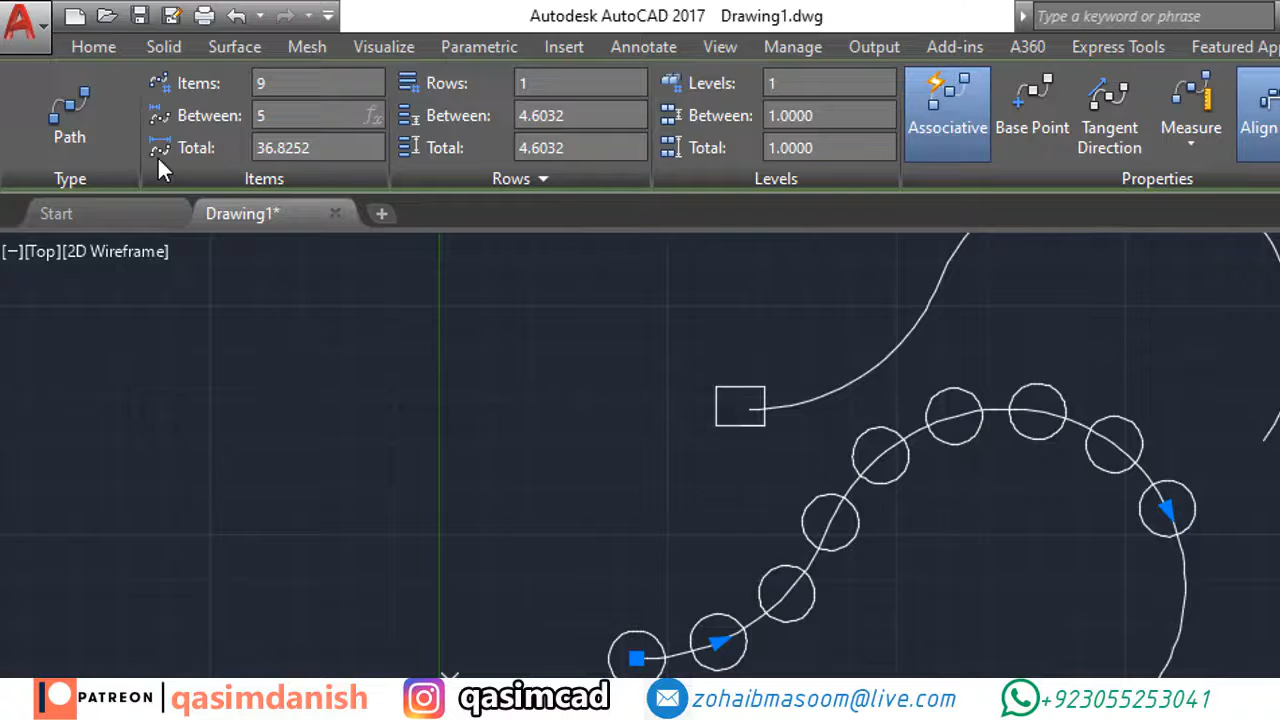 Autodesk AutoCAD 2017 Drawing1.dwg
Type a keyword or phrase
Home Solid Surface Mesh Visualize Parametric Insert Annotate View Manage Output Add-ins A360 Express Tools Featured Ap
Items: 9 Rows: 1 Levels: 1
Between: 5 fx Between: 4.6032 Between: 1.0000
Total: 36.8252 Total: 4.6032 Total: 1.0000
Path
Associative Base Point Tangent Direction Measure Align
Type Items Rows Levels Properties
Start Drawing1* +
[−][Top][2D Wireframe]
PATREON qasimdanish qasimcad zohaibmasoom@live.com +923055253041